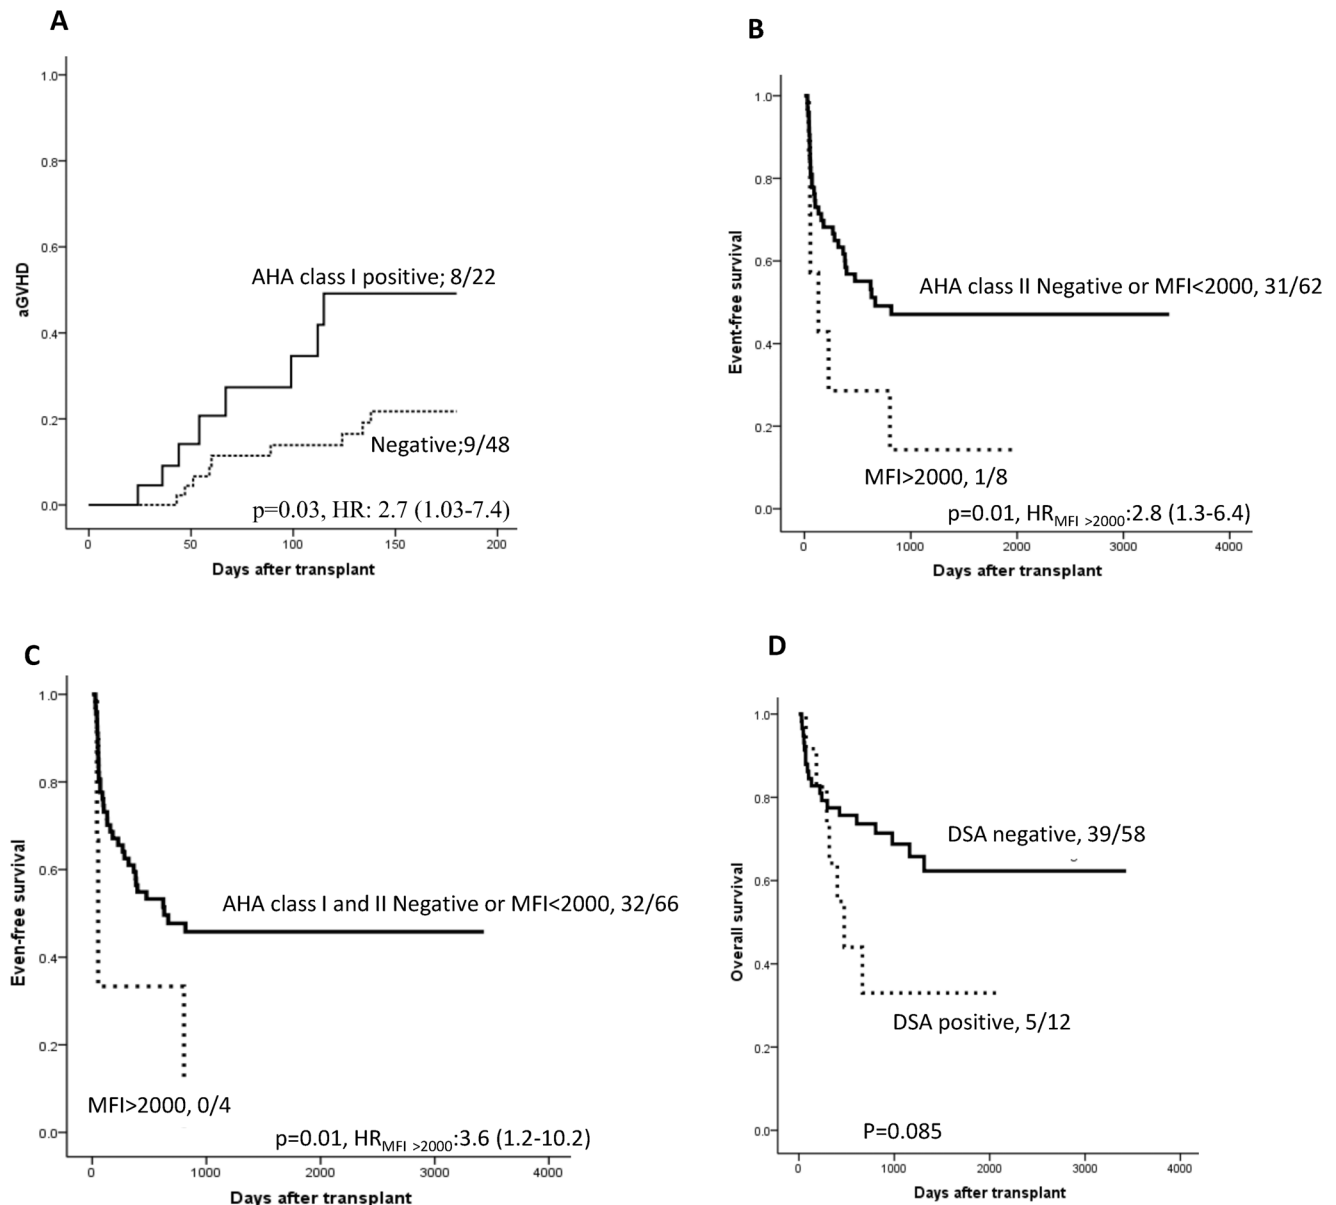 A
1.0
0.8
0.6
0.4
0.2
0.0
aGVHD
AHA class I positive; 8/22
Negative;9/48
p=0.03, HR: 2.7 (1.03-7.4)
0 50 100 150 200
Days after transplant
B
1.0
0.8
0.6
0.4
0.2
0.0
Event-free survival
AHA class II Negative or MFI<2000, 31/62
MFI>2000, 1/8
p=0.01, HRMFI >2000:2.8 (1.3-6.4)
0 1000 2000 3000 4000
Days after transplant
C
1.0
0.8
0.6
0.4
0.2
0.0
Even-free survival
AHA class I and II Negative or MFI<2000, 32/66
MFI>2000, 0/4
p=0.01, HRMFI >2000:3.6 (1.2-10.2)
0 1000 2000 3000 4000
Days after transplant
D
1.0
0.8
0.6
0.4
0.2
0.0
Overall survival
DSA negative, 39/58
DSA positive, 5/12
P=0.085
0 1000 2000 3000 4000
Days after transplant